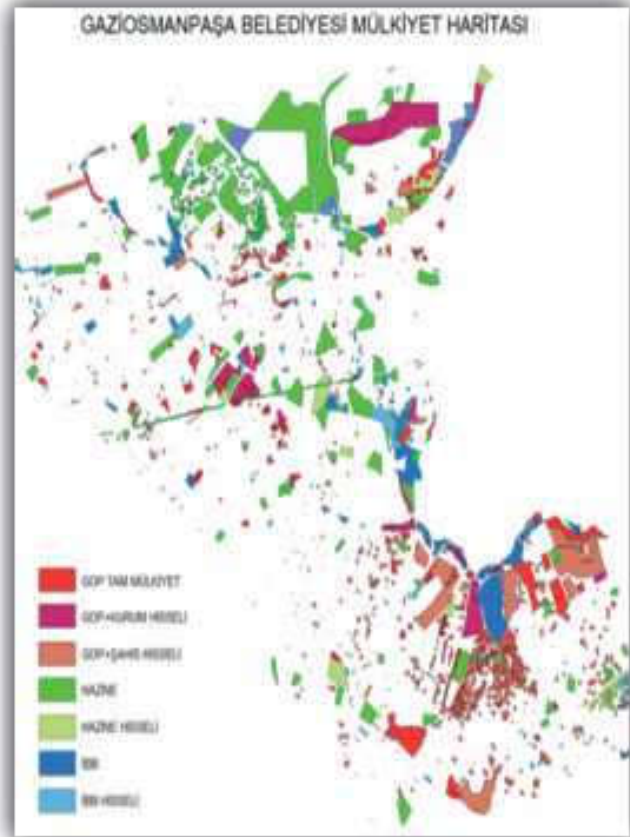 GAZİOSMANPAŞA BELEDİYESİ MÜLKİYET HARİTASI
GOP TAM MÜLKİYET
GOP+KURUM HİSSELİ
GOP+ŞAHIS HİSSELİ
HAZİNE
HAZİNE HİSSELİ
İBB
İBB HİSSELİ